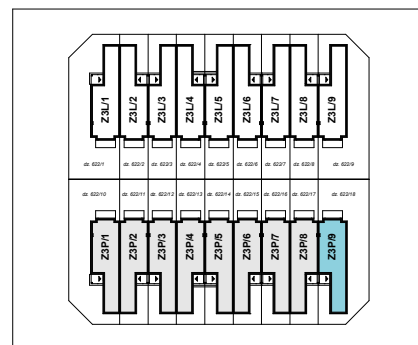 Z3L/1 Z3L/2 Z3L/3 Z3L/4 Z3L/5 Z3L/6 Z3L/7 Z3L/8 Z3L/9
dz. 622/1 dz. 622/2 dz. 622/3 dz. 622/4 dz. 622/5 dz. 622/6 dz. 622/7 dz. 622/8 dz. 622/9
dz. 622/10 dz. 622/11 dz. 622/12 dz. 622/13 dz. 622/14 dz. 622/15 dz. 622/16 dz. 622/17 dz. 622/18
Z3P/1 Z3P/2 Z3P/3 Z3P/4 Z3P/5 Z3P/6 Z3P/7 Z3P/8 Z3P/9